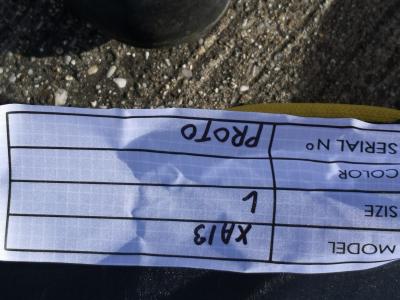 MODEL XA13
SIZE L
COLOR
SERIAL N° PROTO